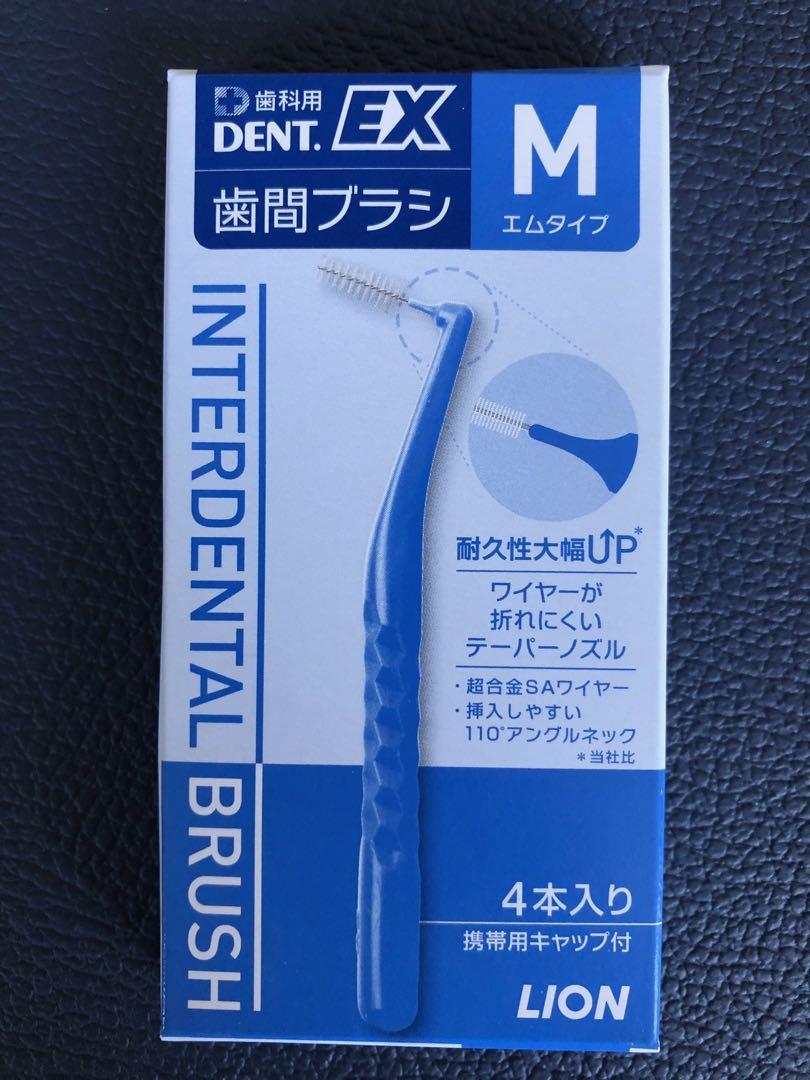 歯科用
DENT. EX
歯間ブラシ
M
エムタイプ
INTERDENTAL BRUSH
耐久性大幅UP*
ワイヤーが
折れにくい
テーパーノズル
・超合金SAワイヤー
・挿入しやすい
110°アングルネック
*当社比
4本入り
携帯用キャップ付
LION